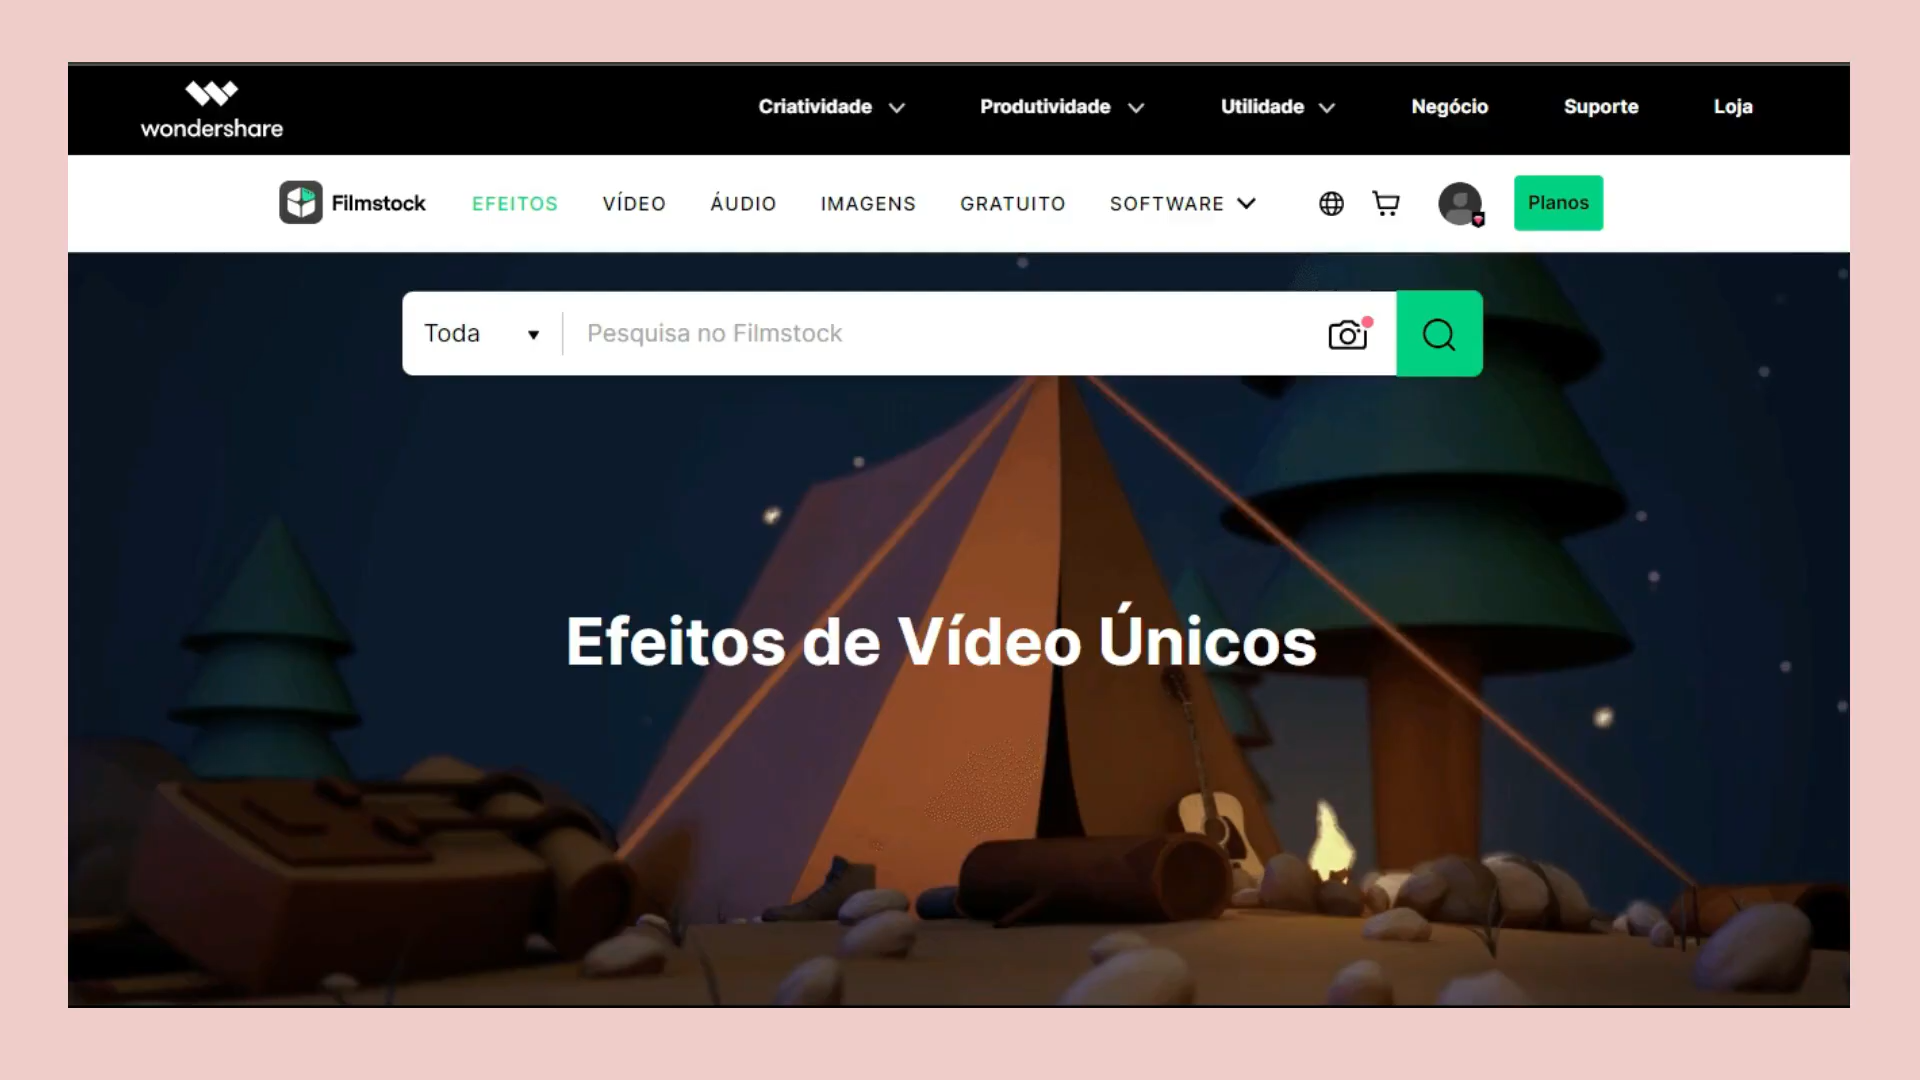 wondershare
Criatividade Produtividade Utilidade Negócio Suporte Loja
Filmstock EFEITOS VÍDEO ÁUDIO IMAGENS GRATUITO SOFTWARE Planos
Toda Pesquisa no Filmstock
Efeitos de Vídeo Únicos